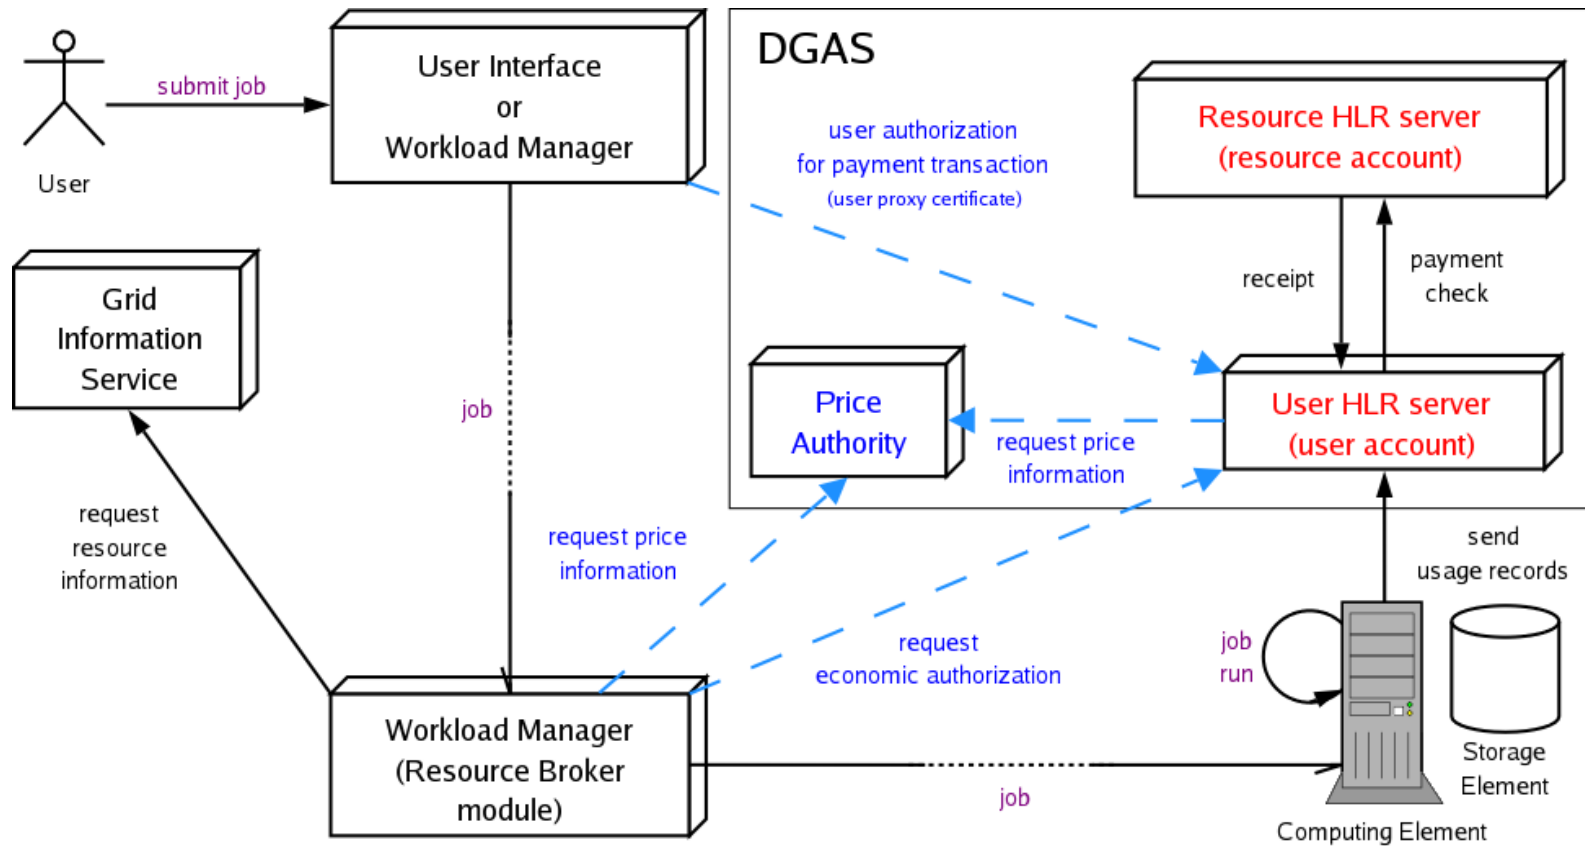 DGAS
User Interface
or
Workload Manager
submit job
User
Resource HLR server
(resource account)
user authorization
for payment transaction
(user proxy certificate)
receipt
payment
check
Grid
Information
Service
job
Price
Authority
request price
information
User HLR server
(user account)
request
resource
information
request price
information
send
usage records
request
economic authorization
job
run
Workload Manager
(Resource Broker
module)
job
Storage
Element
Computing Element